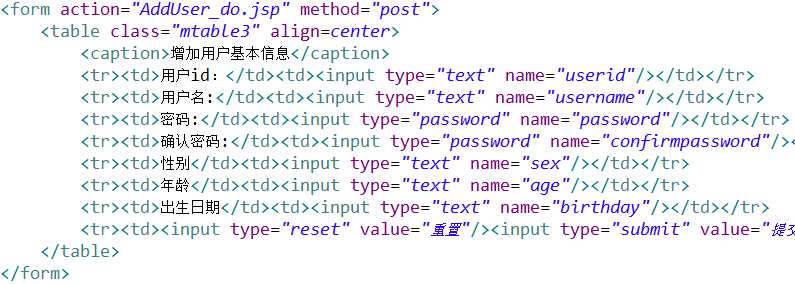 <form action="AddUser_do.jsp" method="post">
<table class="mtable3" align=center>
<caption>增加用户基本信息</caption>
<tr><td>用户id：</td><td><input type="text" name="userid"/></td></tr>
<tr><td>用户名:</td><td><input type="text" name="username"/></td></tr>
<tr><td>密码:</td><td><input type="password" name="password"/></td></tr>
<tr><td>确认密码:</td><td><input type="password" name="confirmpassword"/><
<tr><td>性别</td><td><input type="text" name="sex"/></td></tr>
<tr><td>年龄</td><td><input type="text" name="age"/></td></tr>
<tr><td>出生日期</td><td><input type="text" name="birthday"/></td></tr>
<tr><td><input type="reset" value="重置"/><input type="submit" value="提交
</table>
</form>